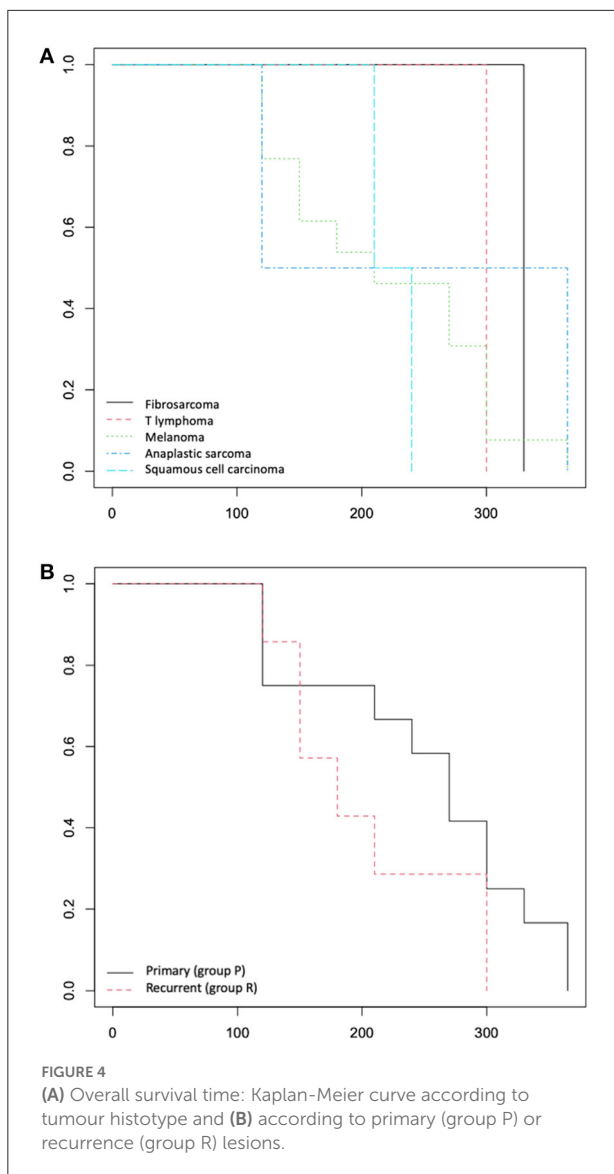 A
1.0
0.8
0.6
0.4
0.2
0.0
Fibrosarcoma
T lymphoma
Melanoma
Anaplastic sarcoma
Squamous cell carcinoma
0 100 200 300
B
1.0
0.8
0.6
0.4
0.2
0.0
Primary (group P)
Recurrent (group R)
0 100 200 300
FIGURE 4
(A) Overall survival time: Kaplan-Meier curve according to
tumour histotype and (B) according to primary (group P) or
recurrence (group R) lesions.